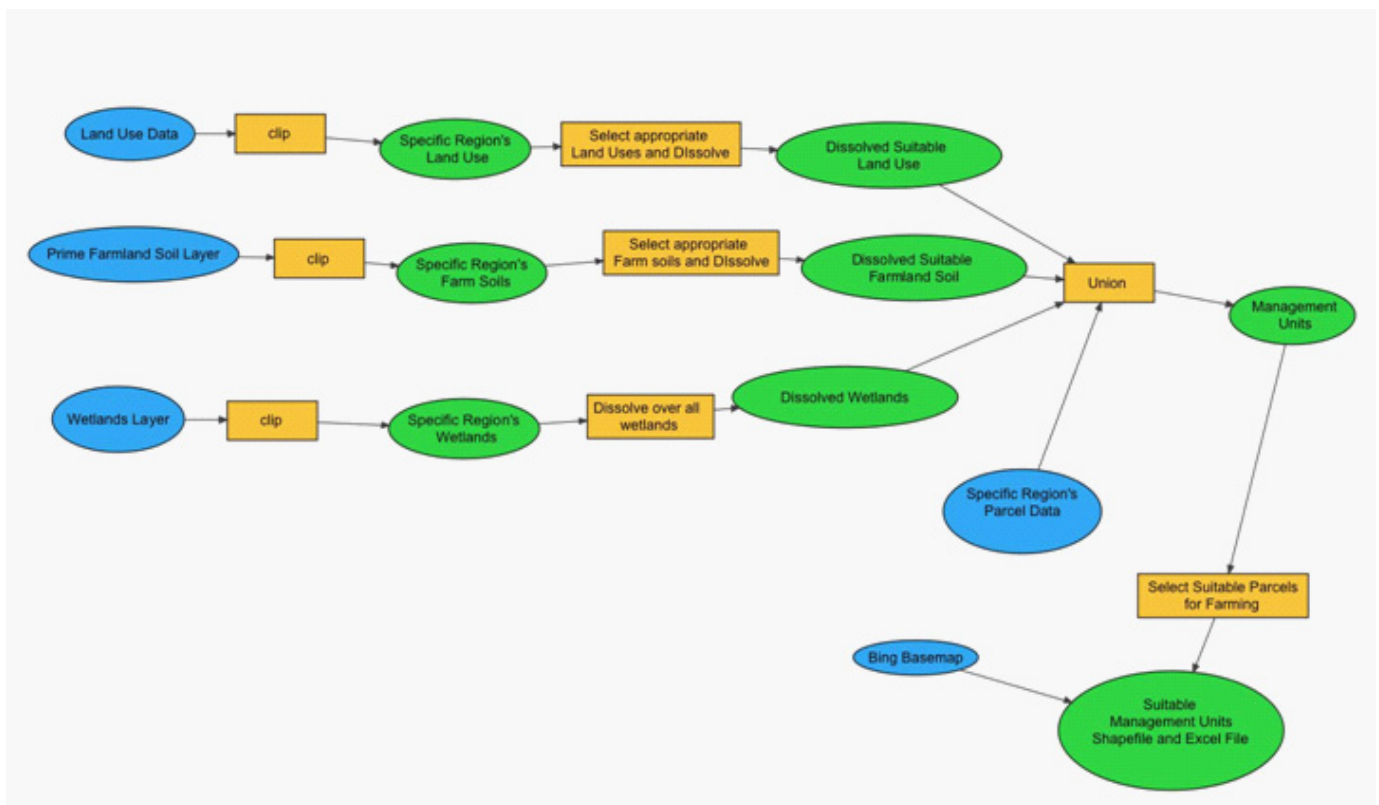 Land Use Data
clip
Specific Region's
Land Use
Select appropriate
Land Uses and DIssolve
Dissolved Suitable
Land Use
Prime Farmland Soil Layer
clip
Specific Region's
Farm Soils
Select appropriate
Farm soils and DIssolve
Dissolved Suitable
Farmland Soil
Union
Management
Units
Wetlands Layer
clip
Specific Region's
Wetlands
Dissolve over all
wetlands
Dissolved Wetlands
Specific Region's
Parcel Data
Select Suitable Parcels
for Farming
Bing Basemap
Suitable
Management Units
Shapefile and Excel File